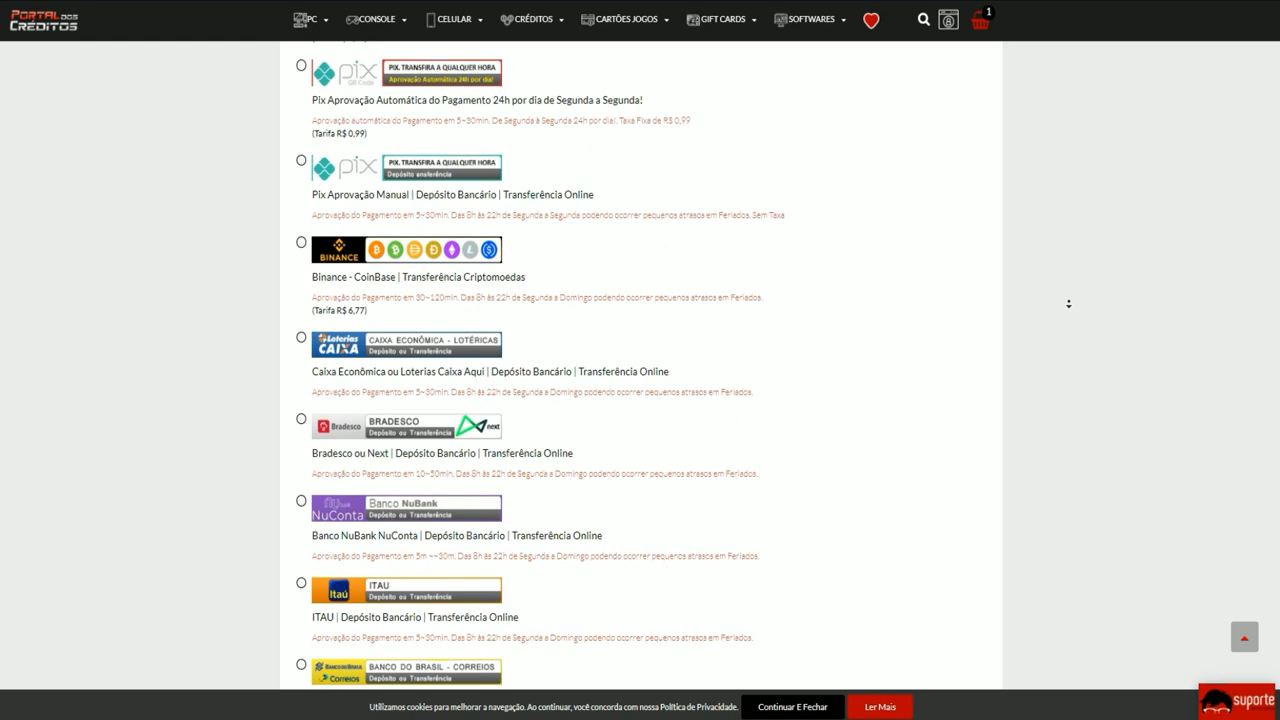 PORTAL DOS
CRÉDITOS
PC
CONSOLE
CELULAR
CRÉDITOS
CARTÕES JOGOS
GIFT CARDS
SOFTWARES
1
pix
QR Code
PIX. TRANSFIRA A QUALQUER HORA
Aprovação Automática 24h por dia!
Pix Aprovação Automática do Pagamento 24h por dia de Segunda a Segunda!
Aprovação automática do Pagamento em 5~30min. De Segunda à Segunda 24h por dia!. Taxa Fixa de R$ 0,99
(Tarifa R$ 0,99)
pix
PIX. TRANSFIRA A QUALQUER HORA
Depósito ansferência
Pix Aprovação Manual | Depósito Bancário | Transferência Online
Aprovação do Pagamento em 5~30min. Das 8h às 22h de Segunda a Segunda podendo ocorrer pequenos atrasos em Feriados. Sem Taxa
BINANCE
Binance - CoinBase | Transferência Criptomoedas
Aprovação do Pagamento em 30~120min. Das 8h às 22h de Segunda a Domingo podendo ocorrer pequenos atrasos em Feriados.
(Tarifa R$ 6,77)
Loterias
CAIXA
CAIXA ECONÔMICA - LOTÉRICAS
Depósito ou Transferência
Caixa Econômica ou Loterias Caixa Aqui | Depósito Bancário | Transferência Online
Aprovação do Pagamento em 5~30min. Das 8h às 22h de Segunda a Domingo podendo ocorrer pequenos atrasos em Feriados.
Bradesco
BRADESCO
Depósito ou Transferência
next
Bradesco ou Next | Depósito Bancário | Transferência Online
Aprovação do Pagamento em 10~50min. Das 8h às 22h de Segunda a Domingo podendo ocorrer pequenos atrasos em Feriados.
NuConta
Banco NuBank
Depósito ou Transferência
Banco NuBank NuConta | Depósito Bancário | Transferência Online
Aprovação do Pagamento em 5m ~~30m. Das 8h às 22h de Segunda a Domingo podendo ocorrer pequenos atrasos em Feriados.
Itaú
ITAU
Depósito ou Transferência
ITAU | Depósito Bancário | Transferência Online
Aprovação do Pagamento em 5~30min. Das 8h às 22h de Segunda a Domingo podendo ocorrer pequenos atrasos em Feriados.
BANCO DO BRASIL
Correios
BANCO DO BRASIL - CORREIOS
Depósito ou Transferência
suporte
Utilizamos cookies para melhorar a navegação. Ao continuar, você concorda com nossa Política de Privacidade.
Continuar E Fechar
Ler Mais